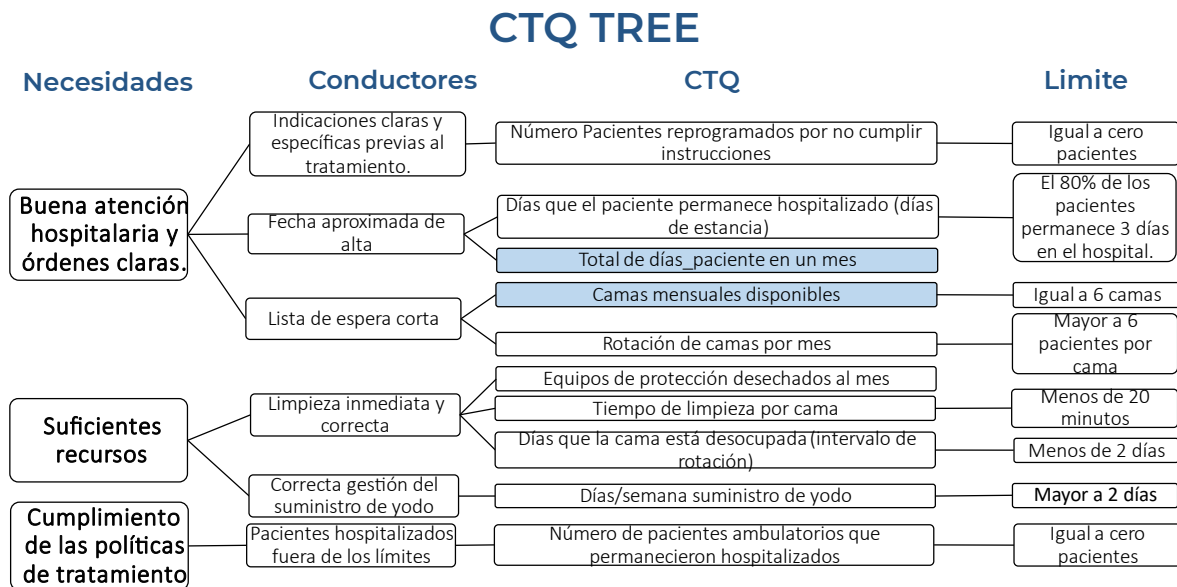 CTQ TREE
Necesidades
Conductores
CTQ
Limite
Buena atención
hospitalaria y
órdenes claras.
Indicaciones claras y
específicas previas al
tratamiento.
Número Pacientes reprogramados por no cumplir
instrucciones
Igual a cero
pacientes
Fecha aproximada de
alta
Días que el paciente permanece hospitalizado (días
de estancia)
El 80% de los
pacientes
permanece 3 días
en el hospital.
Total de días_paciente en un mes
Lista de espera corta
Camas mensuales disponibles
Igual a 6 camas
Rotación de camas por mes
Mayor a 6
pacientes por
cama
Suficientes
recursos
Limpieza inmediata y
correcta
Equipos de protección desechados al mes
Tiempo de limpieza por cama
Menos de 20
minutos
Días que la cama está desocupada (intervalo de
rotación)
Menos de 2 días
Correcta gestión del
suministro de yodo
Días/semana suministro de yodo
Mayor a 2 días
Cumplimiento
de las políticas
de tratamiento
Pacientes hospitalizados
fuera de los límites
Número de pacientes ambulatorios que
permanecieron hospitalizados
Igual a cero
pacientes